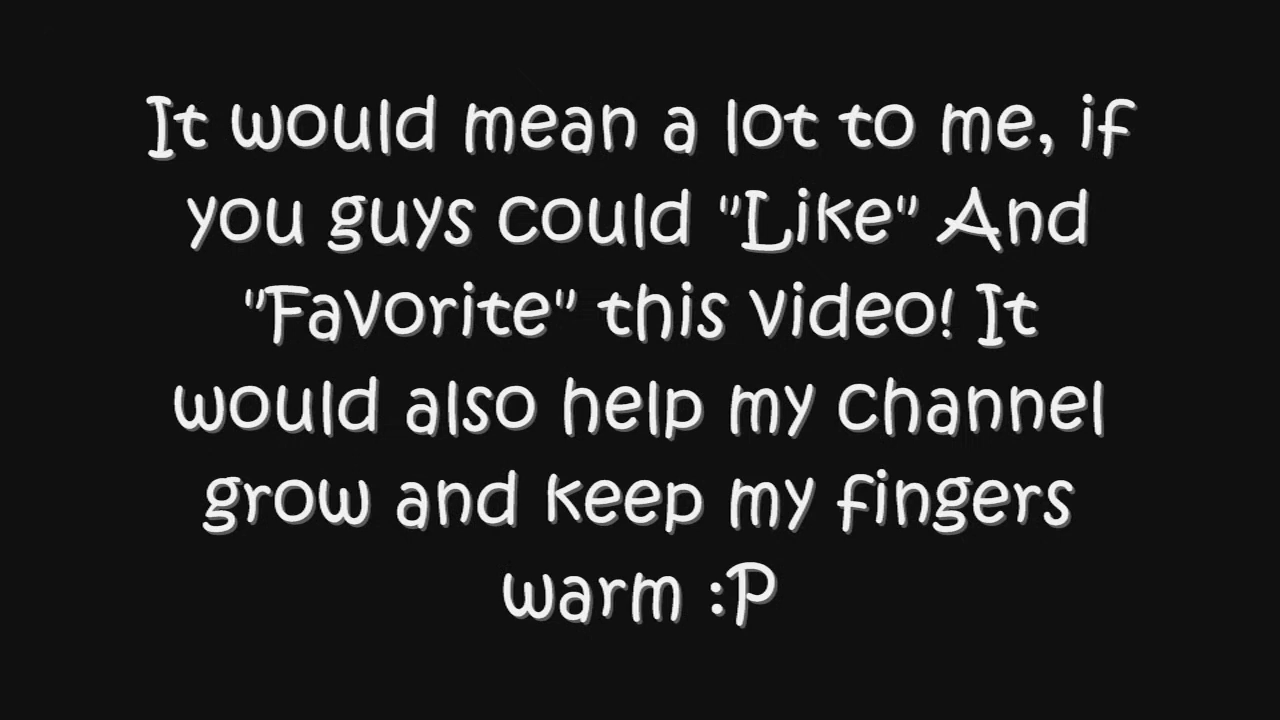 It would mean a lot to me, if
you guys could "Like" And
"Favorite" this video! It
would also help my channel
grow and keep my fingers
warm :P